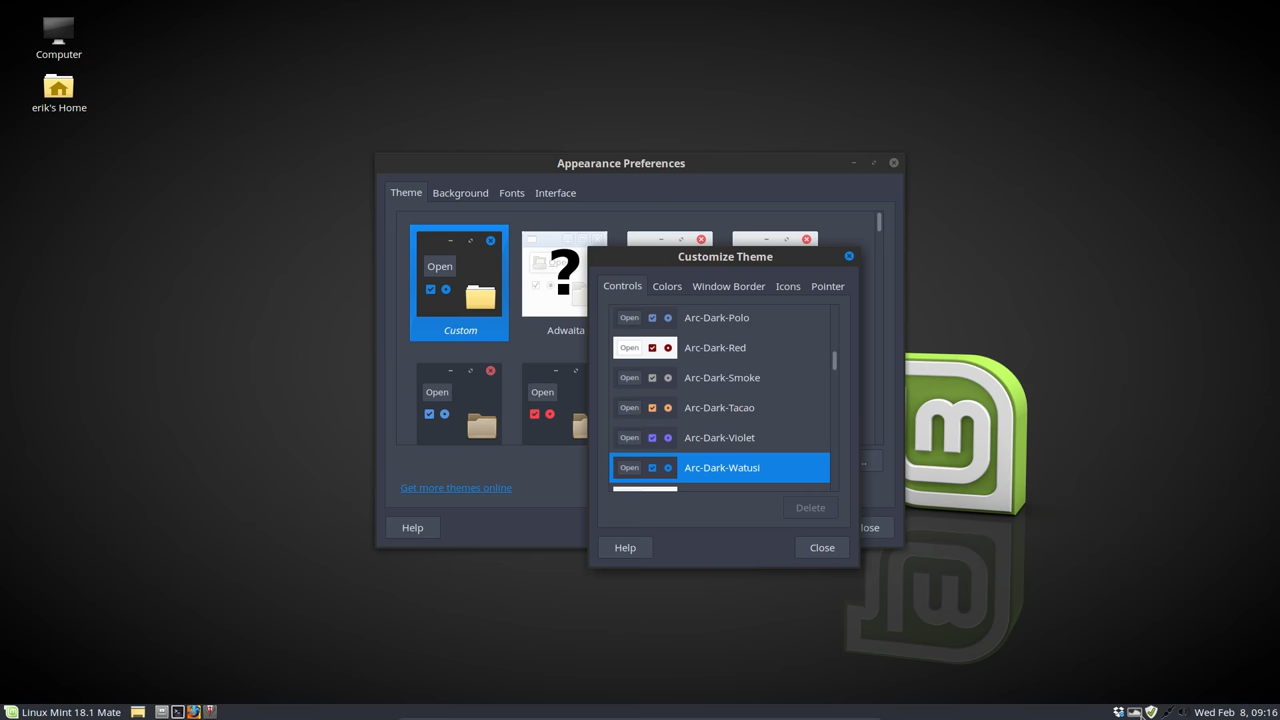 Computer
erik's Home
Appearance Preferences
Theme Background Fonts Interface
Open
Custom
?
Adwaita
Open
Open
Get more themes online
Help
lose
Customize Theme
Controls Colors Window Border Icons Pointer
Open Arc-Dark-Polo
Open Arc-Dark-Red
Open Arc-Dark-Smoke
Open Arc-Dark-Tacao
Open Arc-Dark-Violet
Open Arc-Dark-Watusi
Delete
Help Close
...
m
Linux Mint 18.1 Mate
Wed Feb 8, 09:16